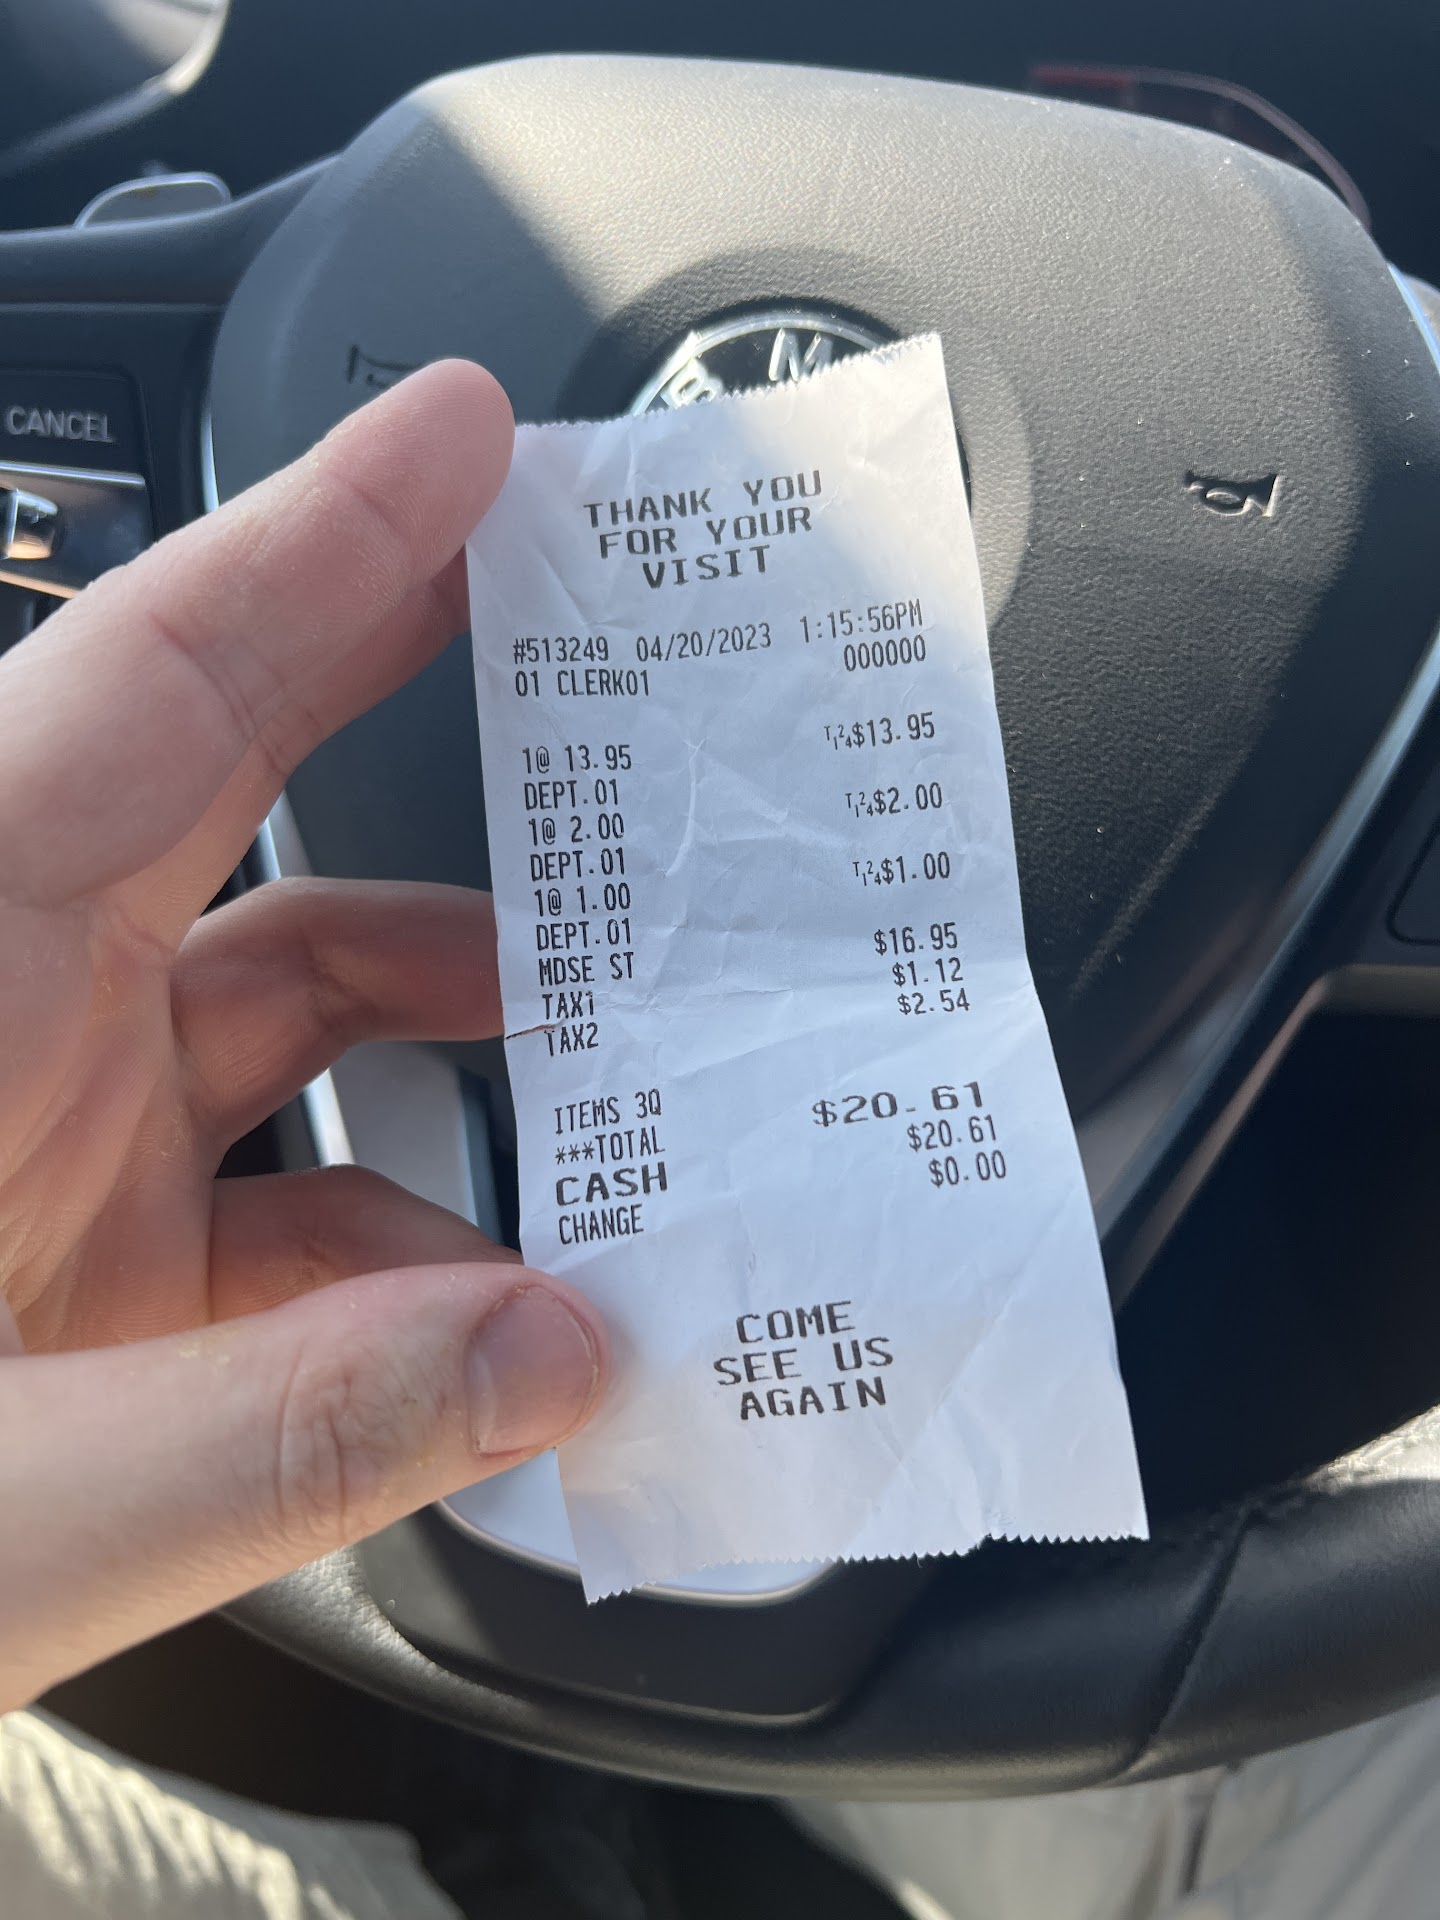 CANCEL
B M
THANK YOU
FOR YOUR
VISIT
#513249 04/20/2023 1:15:56PM
01 CLERK01 000000
1@ 13.95
DEPT.01 T₁²₄$13.95
1@ 2.00
DEPT.01 T₁²₄$2.00
1@ 1.00
DEPT.01 T₁²₄$1.00
MDSE ST $16.95
TAX1 $1.12
TAX2 $2.54
ITEMS 3Q
***TOTAL $20.61
CASH $20.61
CHANGE $0.00
COME
SEE US
AGAIN